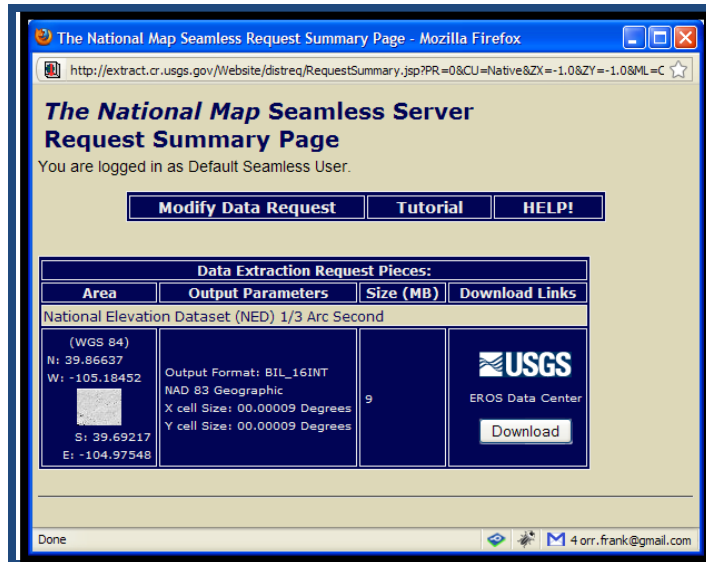 The National Map Seamless Request Summary Page - Mozilla Firefox
http://extract.cr.usgs.gov/Website/distreq/RequestSummary.jsp?PR=0&CU=Native&ZX=-1.0&ZY=-1.0&ML=C
The National Map Seamless Server
Request Summary Page
You are logged in as Default Seamless User.
Modify Data Request Tutorial HELP!
Data Extraction Request Pieces:
Area Output Parameters Size (MB) Download Links
National Elevation Dataset (NED) 1/3 Arc Second
(WGS 84)
N: 39.86637
W: -105.18452
S: 39.69217
E: -104.97548
Output Format: BIL_16INT
NAD 83 Geographic
X cell Size: 00.00009 Degrees
Y cell Size: 00.00009 Degrees
9
USGS
EROS Data Center
Download
Done
4 orr.frank@gmail.com